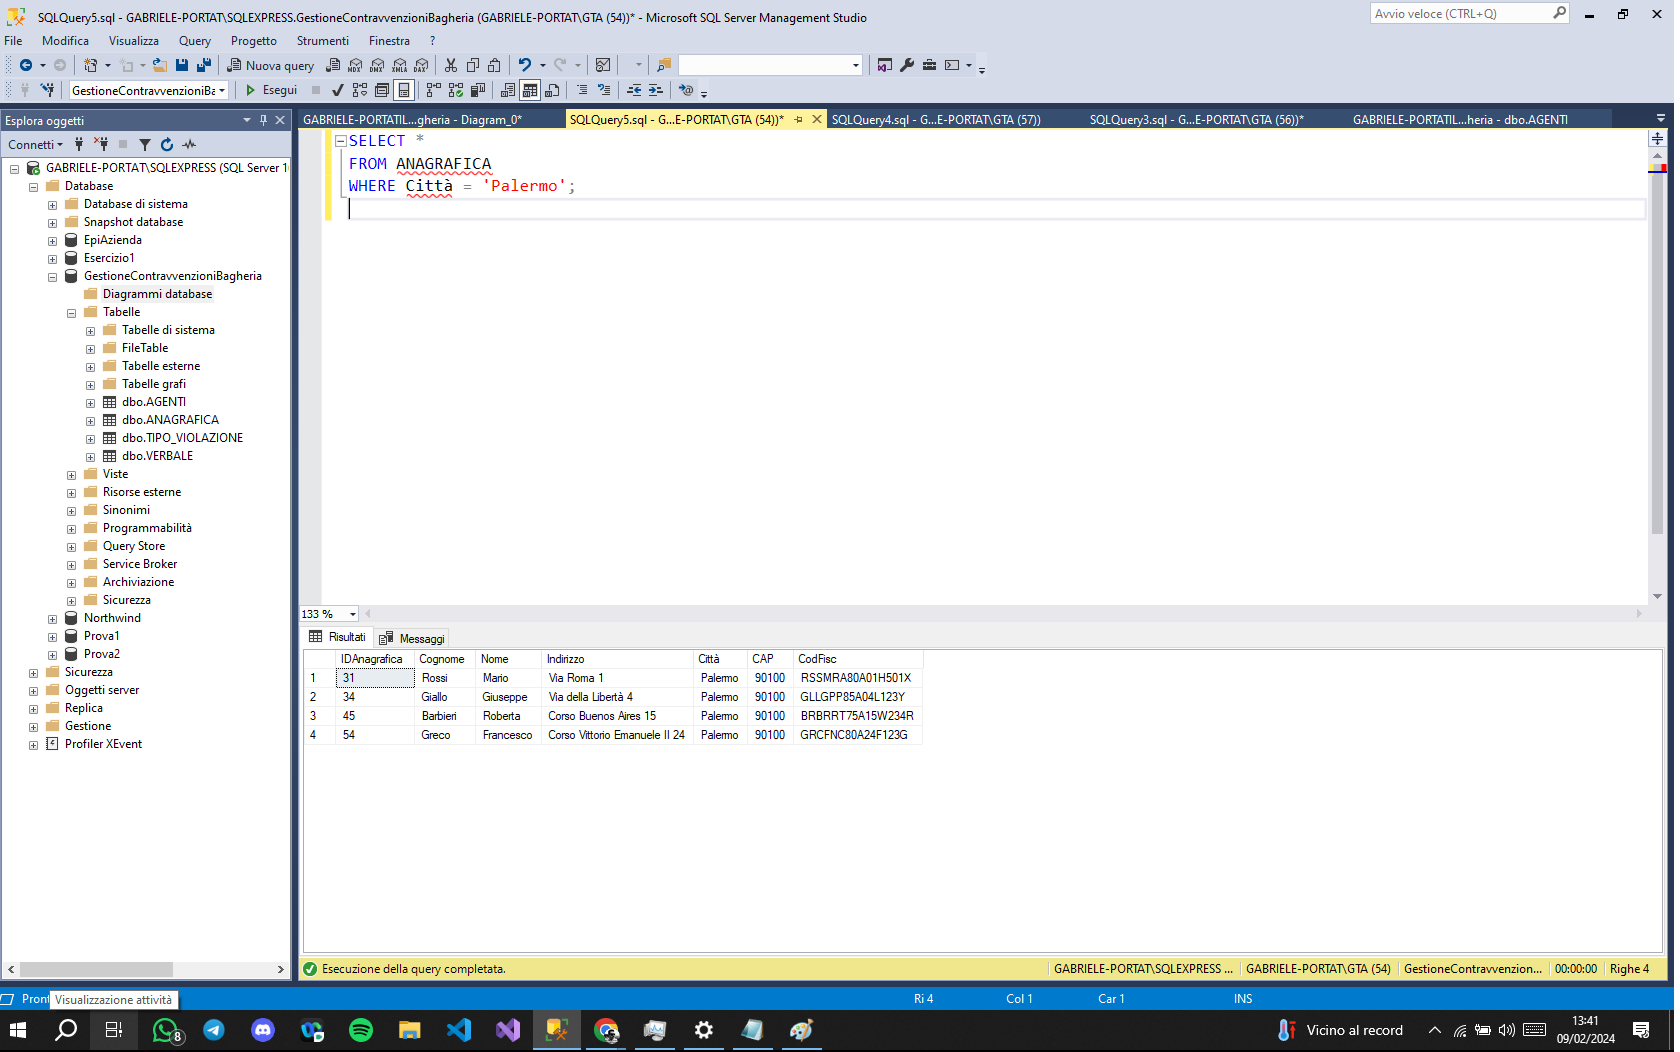 SQLQuery5.sql - GABRIELE-PORTAT\SQLEXPRESS.GestioneContravvenzioniBagheria (GABRIELE-PORTAT\GTA (54))* - Microsoft SQL Server Management Studio
Avvio veloce (CTRL+Q)
File Modifica Visualizza Query Progetto Strumenti Finestra ?
Nuova query
MDX DMX XMLA DAX
GestioneContravvenzioniBa Esegui
Esplora oggetti
GABRIELE-PORTATIL...gheria - Diagram_0* SQLQuery5.sql - G...E-PORTAT\GTA (54))* SQLQuery4.sql - G...E-PORTAT\GTA (57)) SQLQuery3.sql - G...E-PORTAT\GTA (56))* GABRIELE-PORTATIL...heria - dbo.AGENTI
Connetti
GABRIELE-PORTAT\SQLEXPRESS (SQL Server 1
Database
Database di sistema
Snapshot database
EpiAzienda
Esercizio1
GestioneContravvenzioniBagheria
Diagrammi database
Tabelle
Tabelle di sistema
FileTable
Tabelle esterne
Tabelle grafi
dbo.AGENTI
dbo.ANAGRAFICA
dbo.TIPO_VIOLAZIONE
dbo.VERBALE
Viste
Risorse esterne
Sinonimi
Programmabilità
Query Store
Service Broker
Archiviazione
Sicurezza
Northwind
Prova1
Prova2
Sicurezza
Oggetti server
Replica
Gestione
Profiler XEvent
SELECT *
FROM ANAGRAFICA
WHERE Città = 'Palermo';
133 %
Risultati Messaggi
IDAnagrafica Cognome Nome Indirizzo Città CAP CodFisc
1 31 Rossi Mario Via Roma 1 Palermo 90100 RSSMRA80A01H501X
2 34 Giallo Giuseppe Via della Libertà 4 Palermo 90100 GLLGPP85A04L123Y
3 45 Barbieri Roberta Corso Buenos Aires 15 Palermo 90100 BRBRRT75A15W234R
4 54 Greco Francesco Corso Vittorio Emanuele II 24 Palermo 90100 GRCFNC80A24F123G
Esecuzione della query completata. GABRIELE-PORTAT\SQLEXPRESS ... GABRIELE-PORTAT\GTA (54) GestioneContravvenzion... 00:00:00 Righe 4
Pront Visualizzazione attività Ri 4 Col 1 Car 1 INS
8
Vicino al record
13:41
09/02/2024